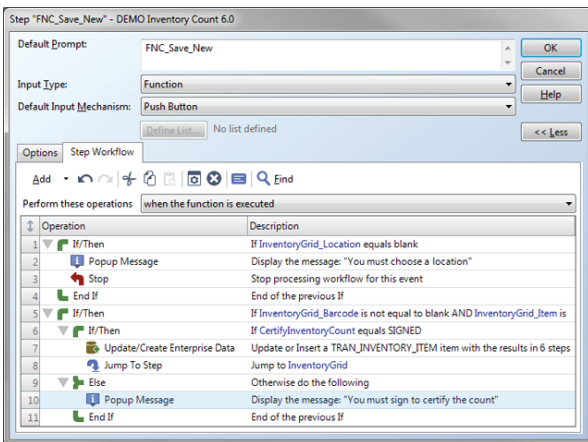 Step "FNC_Save_New" - DEMO Inventory Count 6.0
Default Prompt:
FNC_Save_New
OK
Cancel
Help
Input Type:
Function
Default Input Mechanism:
Push Button
Define List...
No list defined
<< Less
Options
Step Workflow
Add
Find
Perform these operations
when the function is executed
Operation
Description
1 If/Then If InventoryGrid_Location equals blank
2 Popup Message Display the message: "You must choose a location"
3 Stop Stop processing workflow for this event
4 End If End of the previous If
5 If/Then If InventoryGrid_Barcode is not equal to blank AND InventoryGrid_Item is
6 If/Then If CertifyInventoryCount equals SIGNED
7 Update/Create Enterprise Data Update or Insert a TRAN_INVENTORY_ITEM item with the results in 6 steps
8 Jump To Step Jump to InventoryGrid
9 Else Otherwise do the following
10 Popup Message Display the message: "You must sign to certify the count"
11 End If End of the previous If